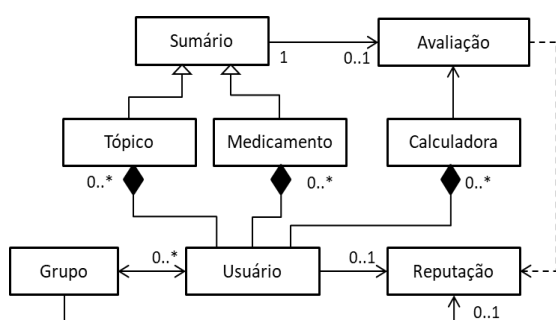 Sumário
Avaliação
1
0..1
Tópico
Medicamento
Calculadora
0..*
0..*
0..*
Grupo
0..*
Usuário
0..1
Reputação
0..1